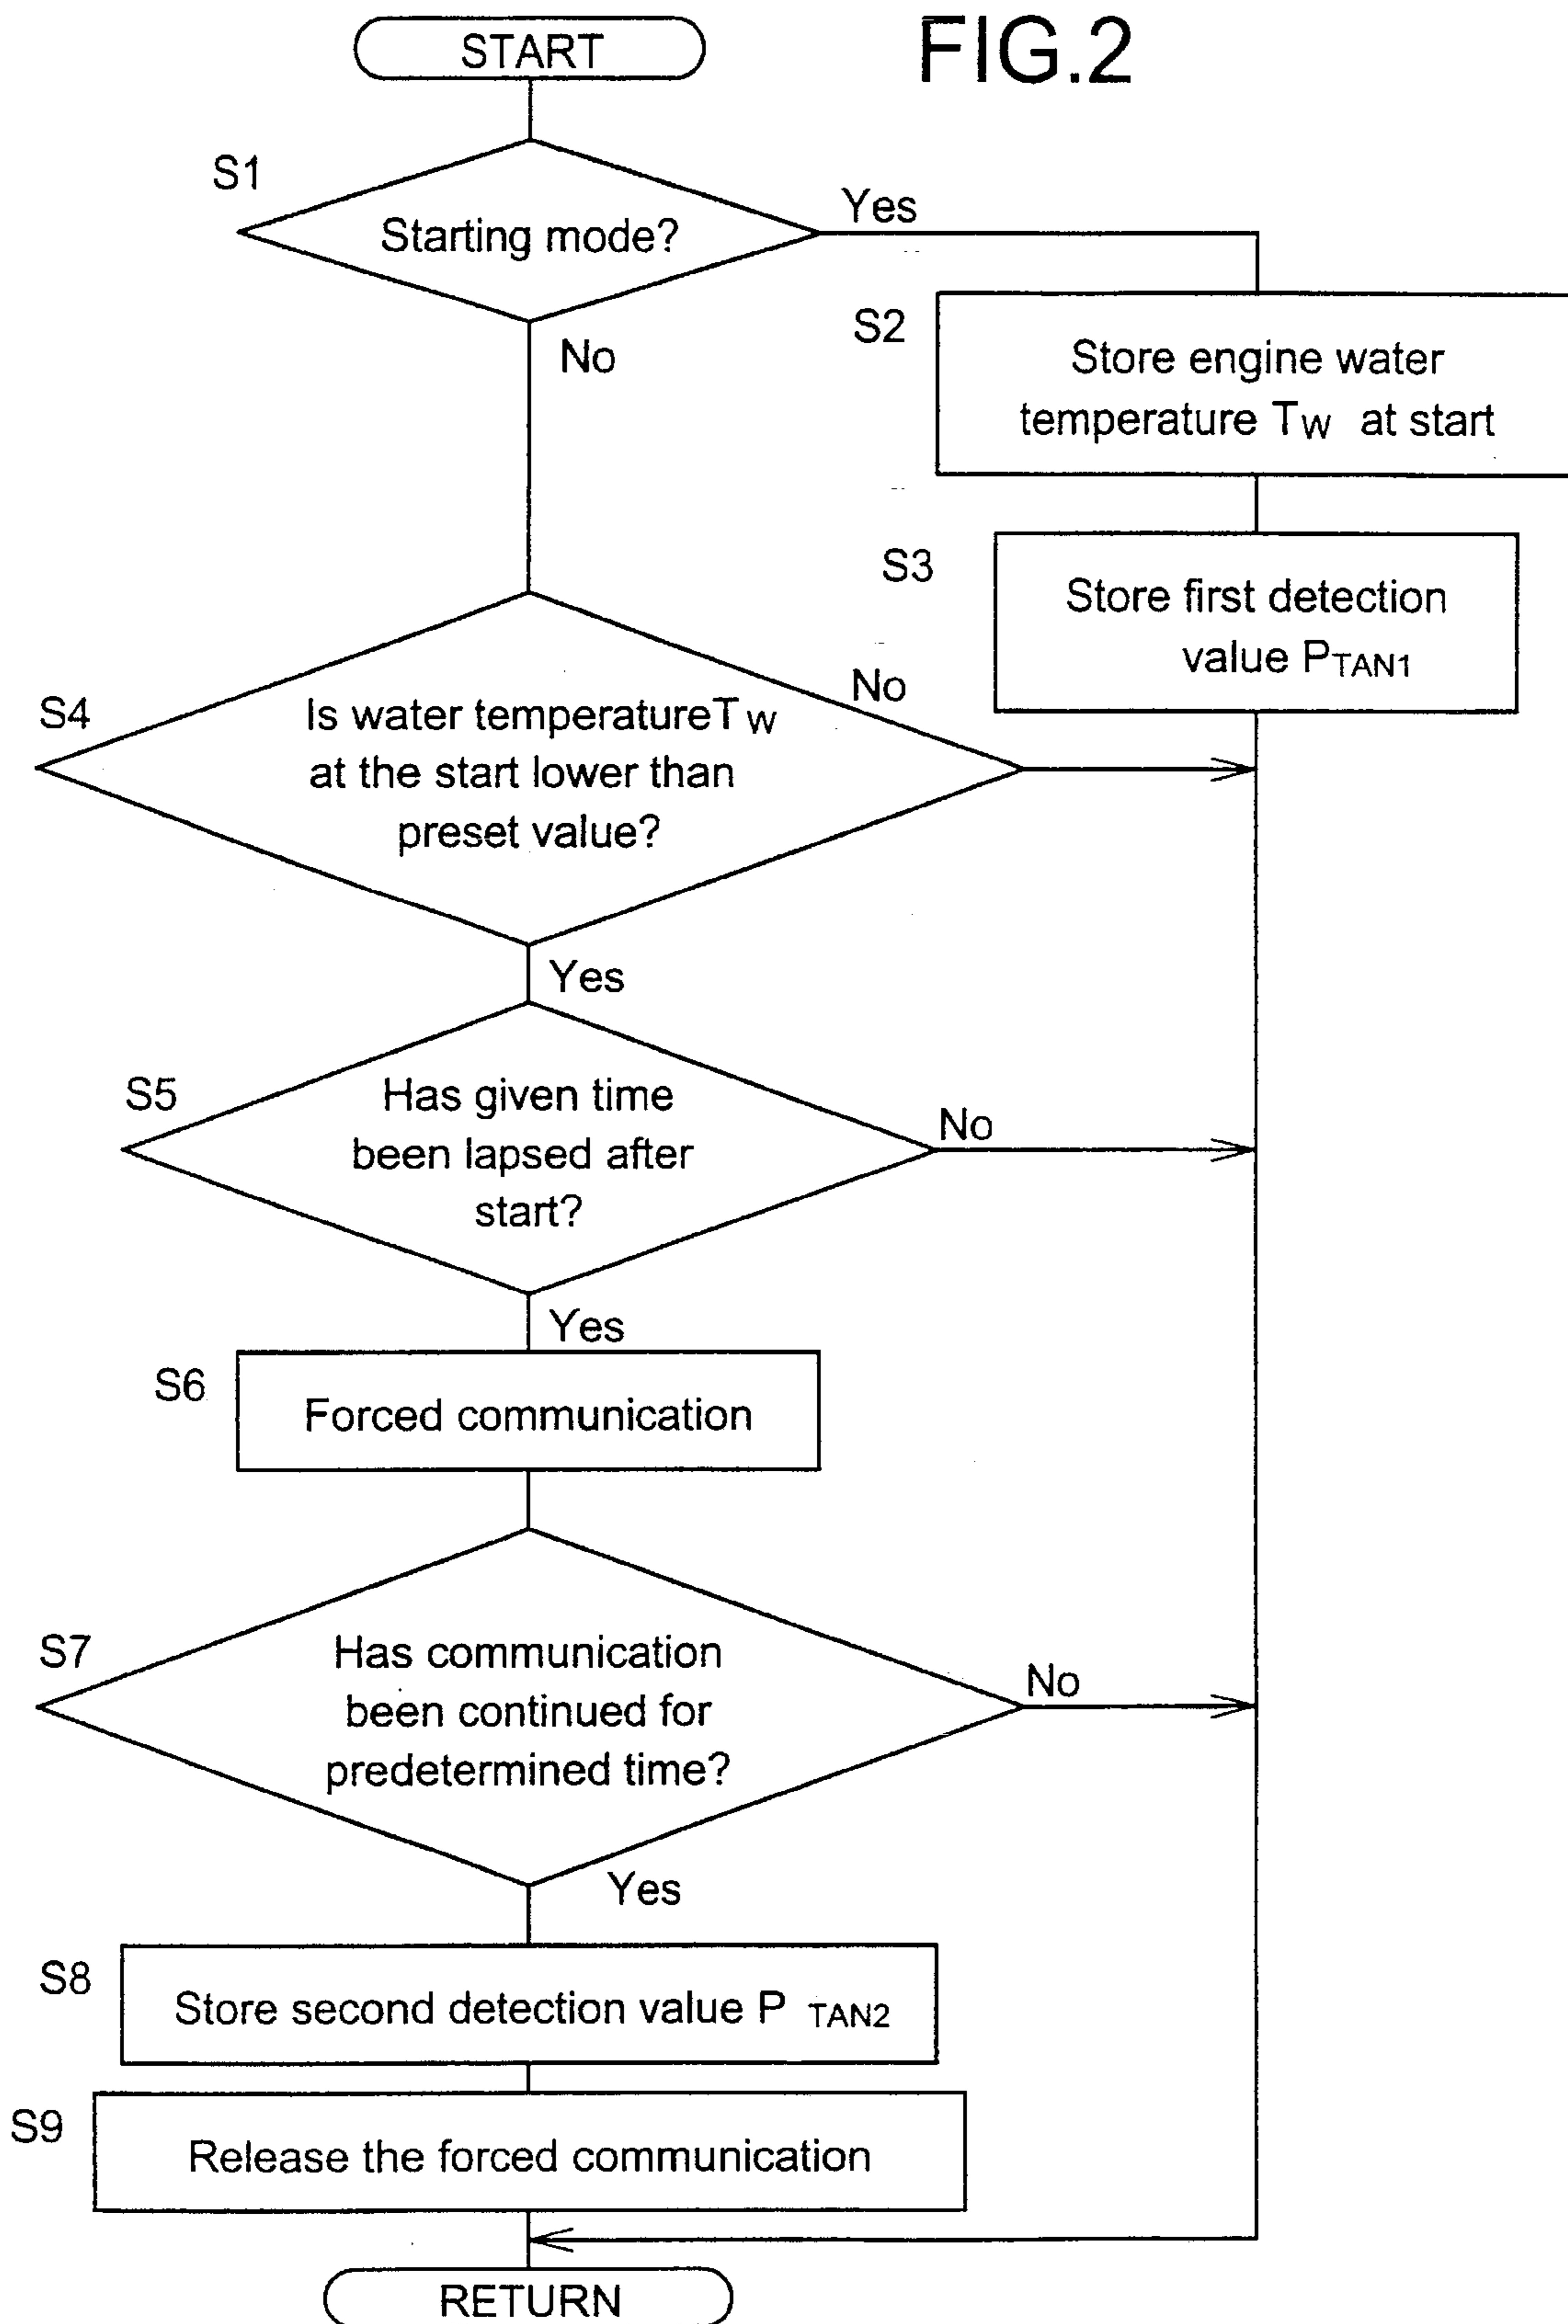 FIG.2
START
S1
Starting mode?
Yes
No
S2
Store engine water
temperature TW at start
S3
Store first detection
value PTAN1
S4
Is water temperatureTW
at the start lower than
preset value?
No
Yes
S5
Has given time
been lapsed after
start?
No
Yes
S6
Forced communication
S7
Has communication
been continued for
predetermined time?
No
Yes
S8
Store second detection value P TAN2
S9
Release the forced communication
RETURN